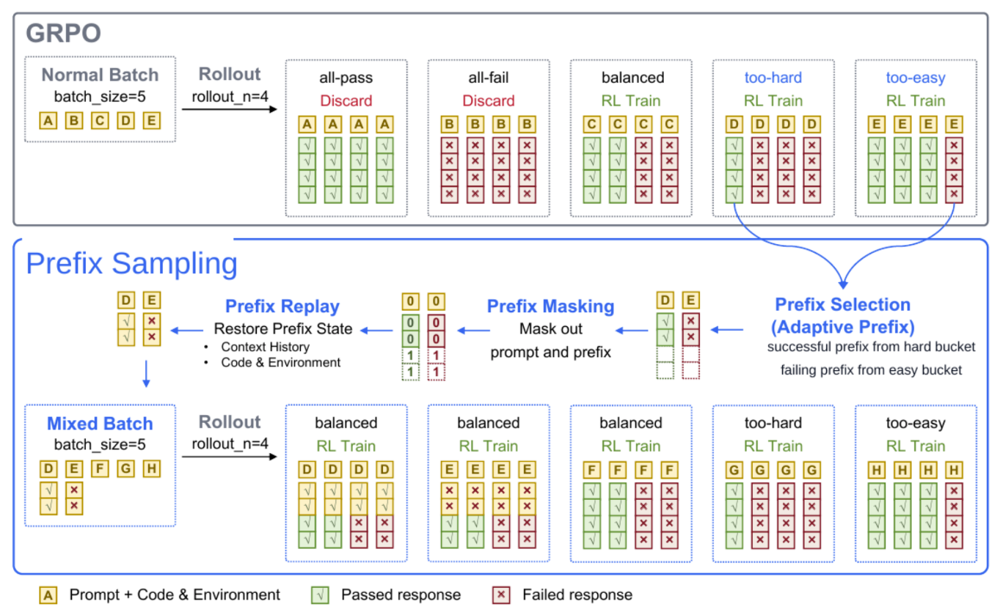 GRPO
Normal Batch
batch_size=5
A B C D E
Rollout
rollout_n=4
all-pass
Discard
A A A A
√ √ √ √
√ √ √ √
√ √ √ √
√ √ √ √
all-fail
Discard
B B B B
× × × ×
× × × ×
× × × ×
× × × ×
balanced
RL Train
C C C C
√ √ × ×
√ √ × ×
√ √ × ×
√ √ × ×
too-hard
RL Train
D D D D
√ × × ×
√ × × ×
√ × × ×
√ × × ×
too-easy
RL Train
E E E E
√ √ √ ×
√ √ √ ×
√ √ √ ×
√ √ √ ×
Prefix Sampling
Prefix Selection
(Adaptive Prefix)
successful prefix from hard bucket
failing prefix from easy bucket
D E
√ ×
√ ×
Prefix Masking
Mask out
prompt and prefix
0 0
0 0
0 0
1 1
1 1
Prefix Replay
Restore Prefix State
• Context History
• Code & Environment
D E
√ ×
√ ×
Mixed Batch
batch_size=5
D E F G H
√ ×
√ ×
Rollout
rollout_n=4
balanced
RL Train
D D D D
√ √ √ √
√ √ √ √
√ √ × ×
√ √ × ×
balanced
RL Train
E E E E
× × × ×
× × × ×
√ √ × ×
√ √ × ×
balanced
RL Train
F F F F
√ √ × ×
√ √ × ×
√ √ × ×
√ √ × ×
too-hard
RL Train
G G G G
√ × × ×
√ × × ×
√ × × ×
√ × × ×
too-easy
RL Train
H H H H
√ √ √ ×
√ √ √ ×
√ √ √ ×
√ √ √ ×
A Prompt + Code & Environment
√ Passed response
× Failed response